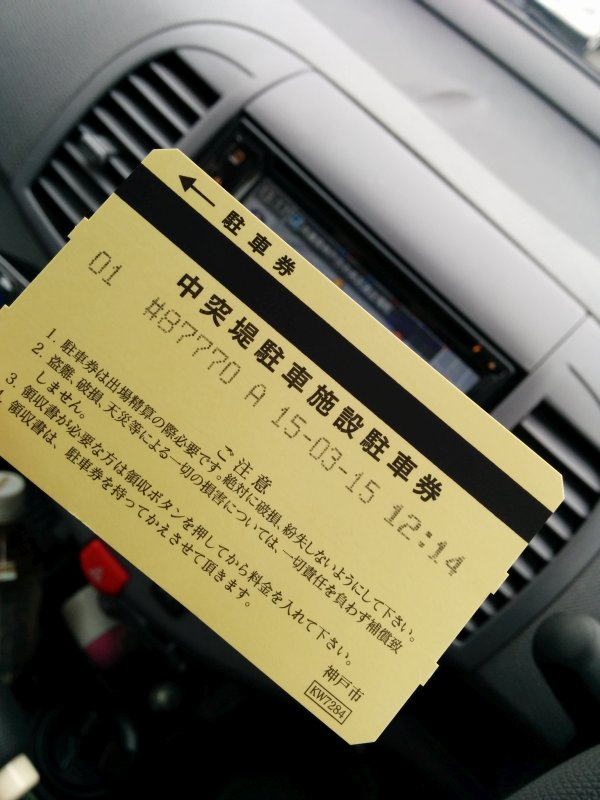 ← 駐車券
中突堤駐車施設駐車券
01 #87770 A 15-03-15 12:14
ご注意
1. 駐車券は出場精算の際必要です。絶対に破損、紛失しないようにして下さい。
2. 盗難、破損、天災等による一切の損害については、一切責任を負わず補償致
しません。
3. 領収書が必要な方は領収ボタンを押してから料金を入れて下さい。
4. 領収書は、駐車券を持ってかえさせて頂きます。
神戸市
KW7284